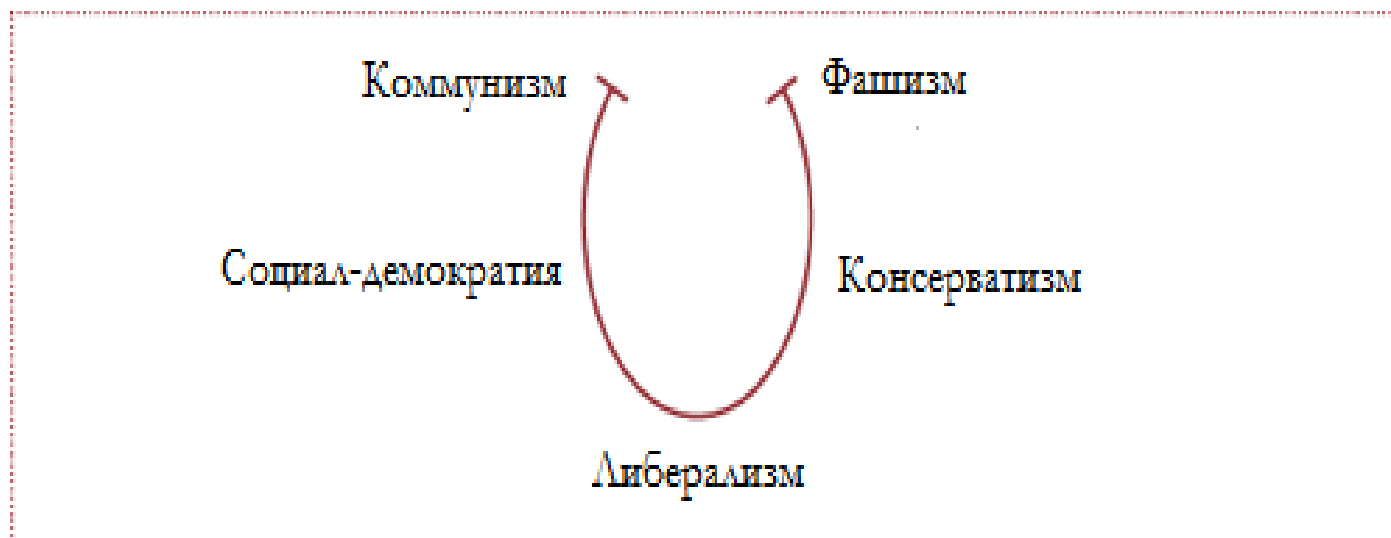 Коммунизм
Фашизм
Социал-демократия
Консерватизм
Либерализм